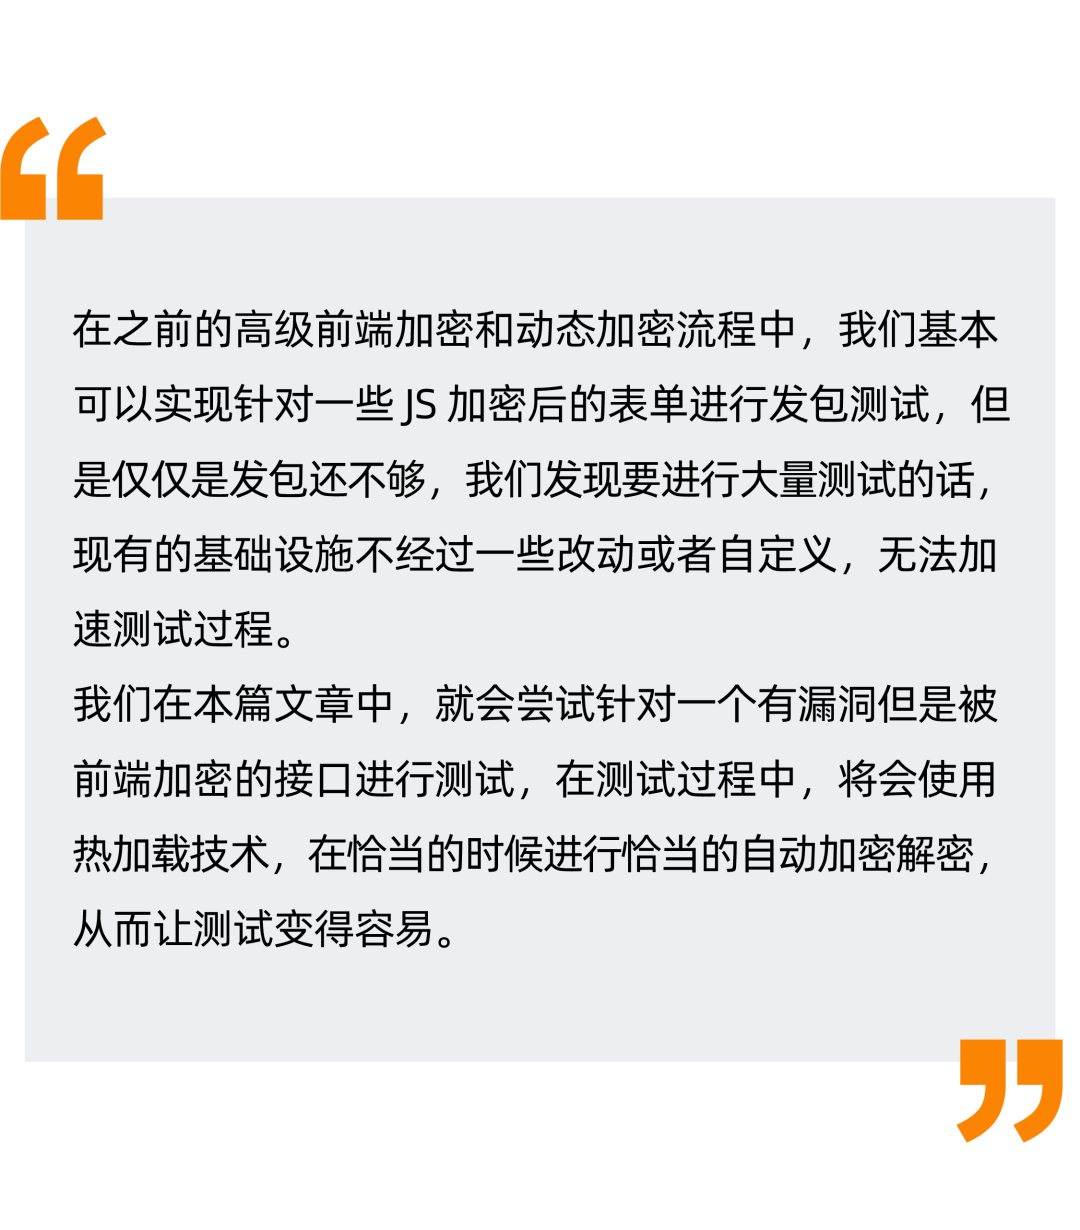 在之前的高级前端加密和动态加密流程中，我们基本
可以实现针对一些 JS 加密后的表单进行发包测试，但
是仅仅是发包还不够，我们发现要进行大量测试的话，
现有的基础设施不经过一些改动或者自定义，无法加
速测试过程。
我们在本篇文章中，就会尝试针对一个有漏洞但是被
前端加密的接口进行测试，在测试过程中，将会使用
热加载技术，在恰当的时候进行恰当的自动加密解密，
从而让测试变得容易。